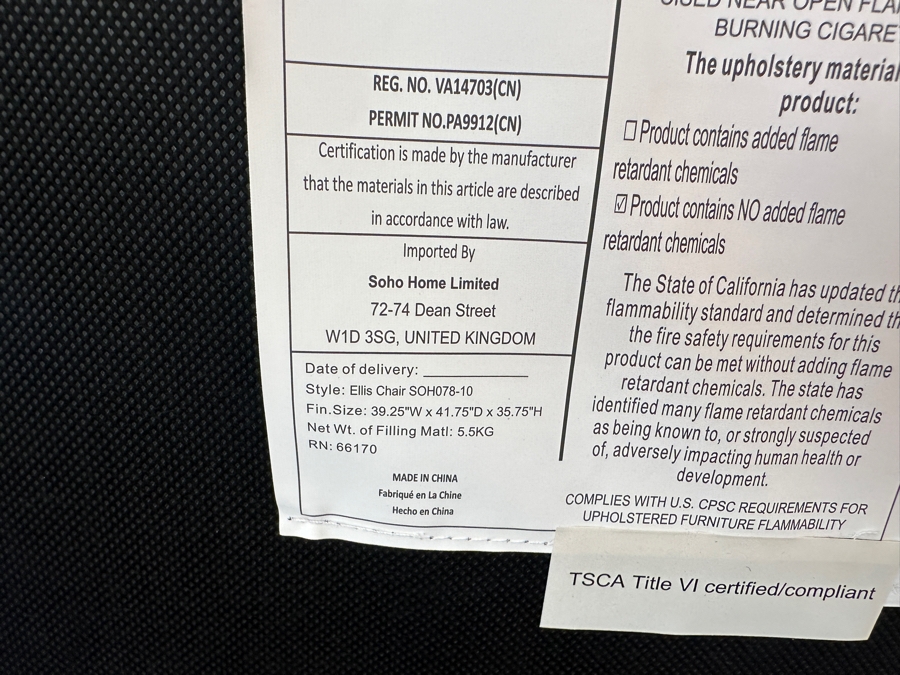 REG. NO. VA14703(CN)
PERMIT NO.PA9912(CN)
Certification is made by the manufacturer
that the materials in this article are described
in accordance with law.
Imported By
Soho Home Limited
72-74 Dean Street
W1D 3SG, UNITED KINGDOM
Date of delivery:
Style: Ellis Chair SOH078-10
Fin.Size: 39.25"W x 41.75"D x 35.75"H
Net Wt. of Filling Matl: 5.5KG
RN: 66170
MADE IN CHINA
Fabriqué en La Chine
Hecho en China
NEAR OPEN
BURNING
The upholstery material
product:
☐ Product contains added flame
retardant chemicals
☑ Product contains NO added flame
retardant chemicals
The State of California has updated
flammability standard and determined
the fire safety requirements for this
product can be met without adding flame
retardant chemicals. The state has
identified many flame retardant chemicals
as being known to, or strongly suspected
of, adversely impacting human health or
development.
COMPLIES WITH U.S. CPSC REQUIREMENTS FOR
UPHOLSTERED FURNITURE FLAMMABILITY
TSCA Title VI certified/compliant